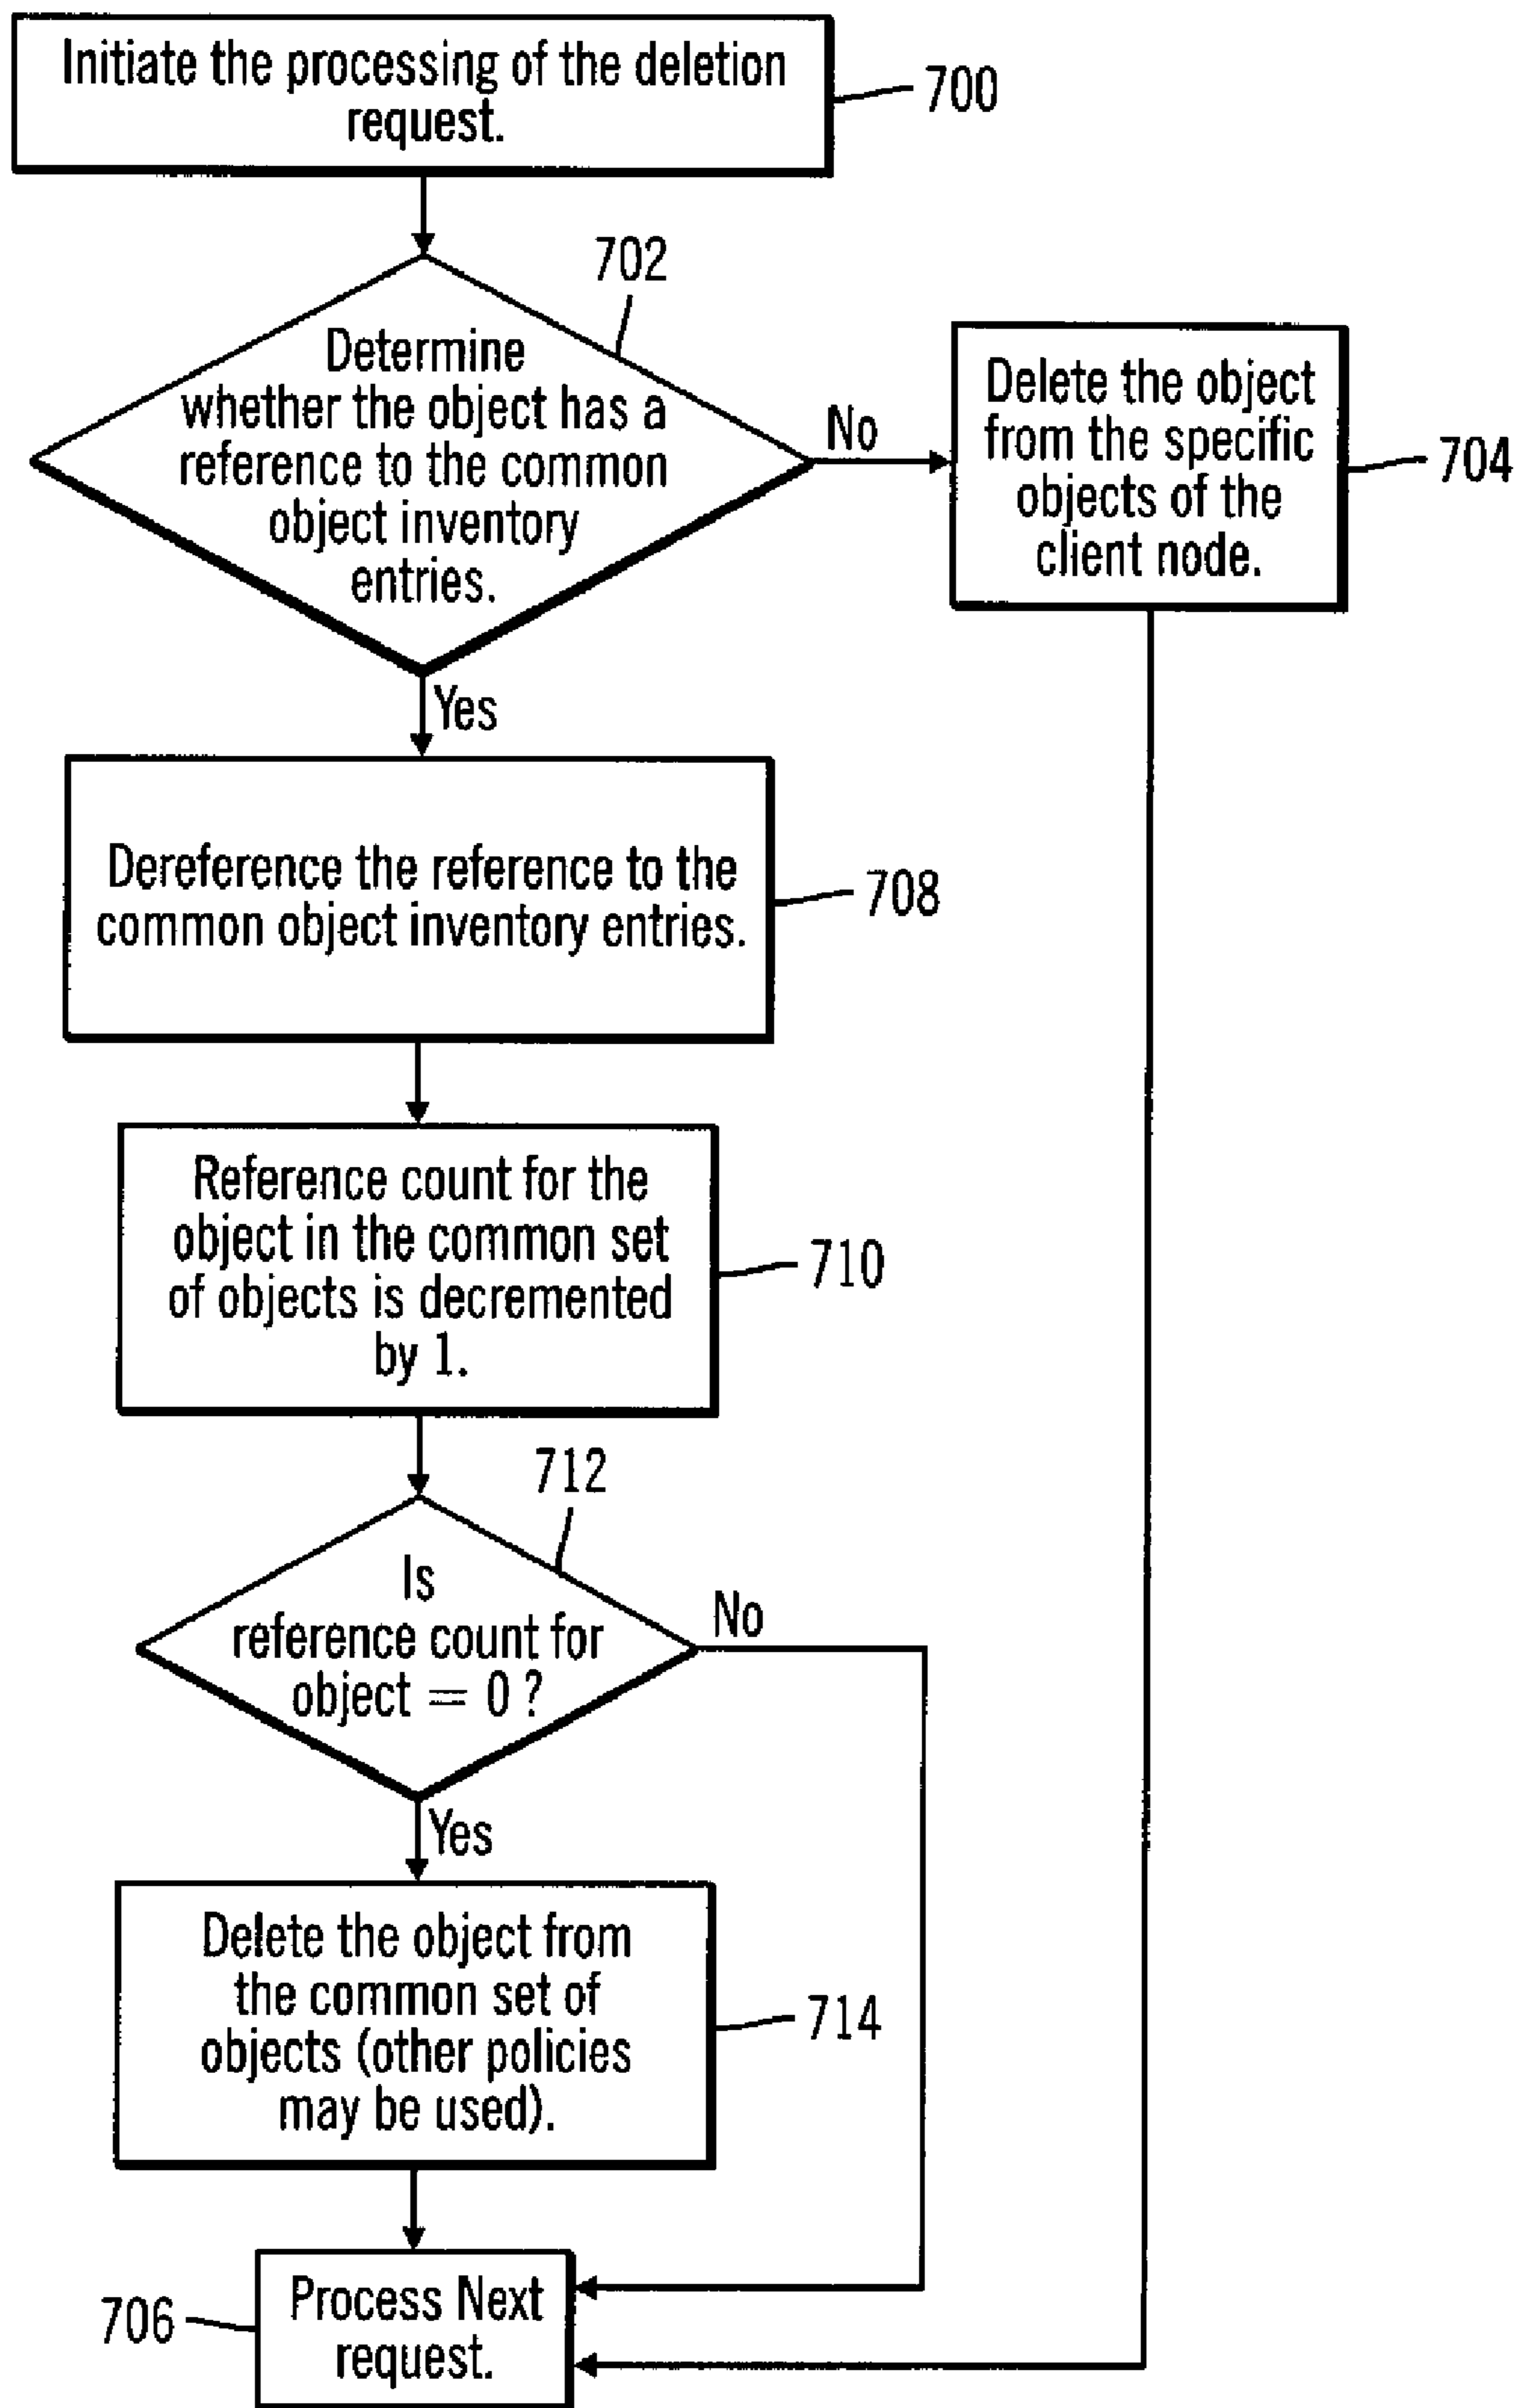 Initiate the processing of the deletion
request.
700
702
Determine
whether the object has a
reference to the common
object inventory
entries.
No
Delete the object
from the specific
objects of the
client node.
704
Yes
Dereference the reference to the
common object inventory entries.
708
Reference count for the
object in the common set
of objects is decremented
by 1.
710
712
Is
reference count for
object = 0 ?
No
Yes
Delete the object from
the common set of
objects (other policies
may be used).
714
Process Next
request.
706